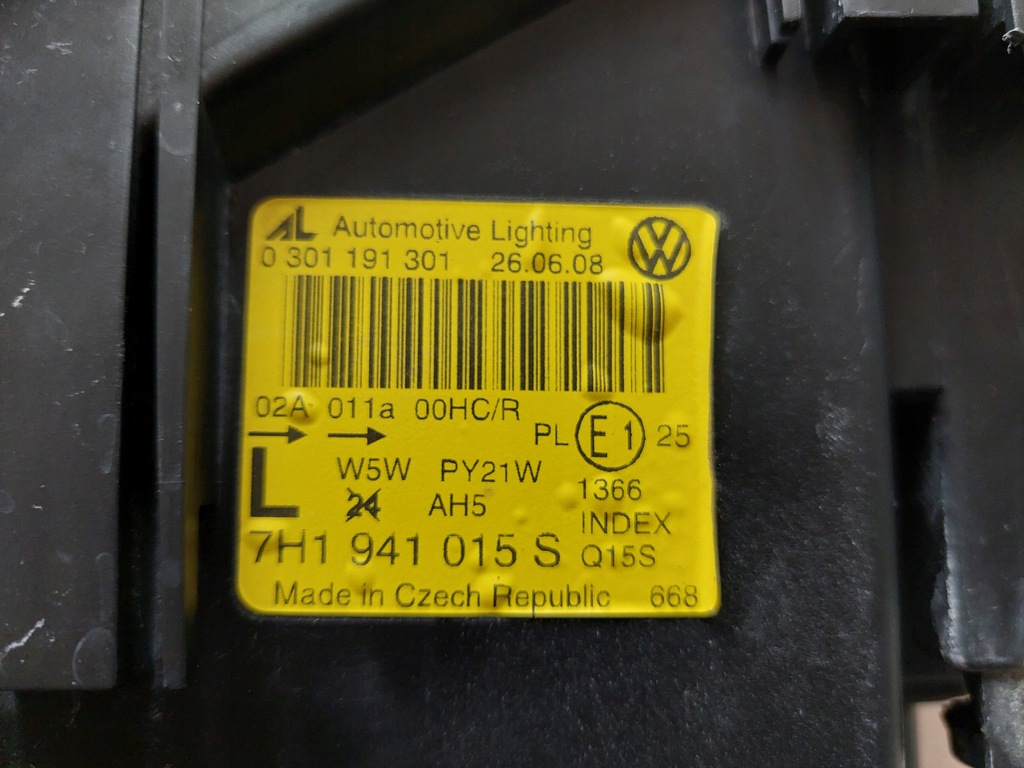 AL Automotive Lighting
0 301 191 301 26.06.08
02A 011a 00HC/R
PL E1 25
L W5W PY21W
24 AH5
1366
INDEX
7H1 941 015 S Q15S
Made in Czech Republic 668